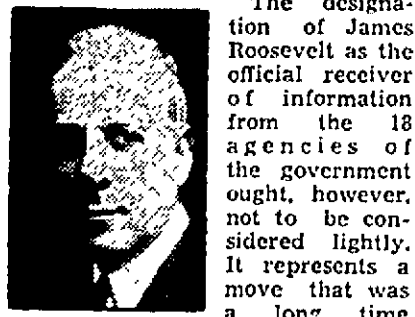 The designa-
tion of James
Roosevelt as the
official receiver
of information
from the 18
agencies of
the government
ought, however,
not to be con-
sidered lightly.
It represents a
move that was
a long time